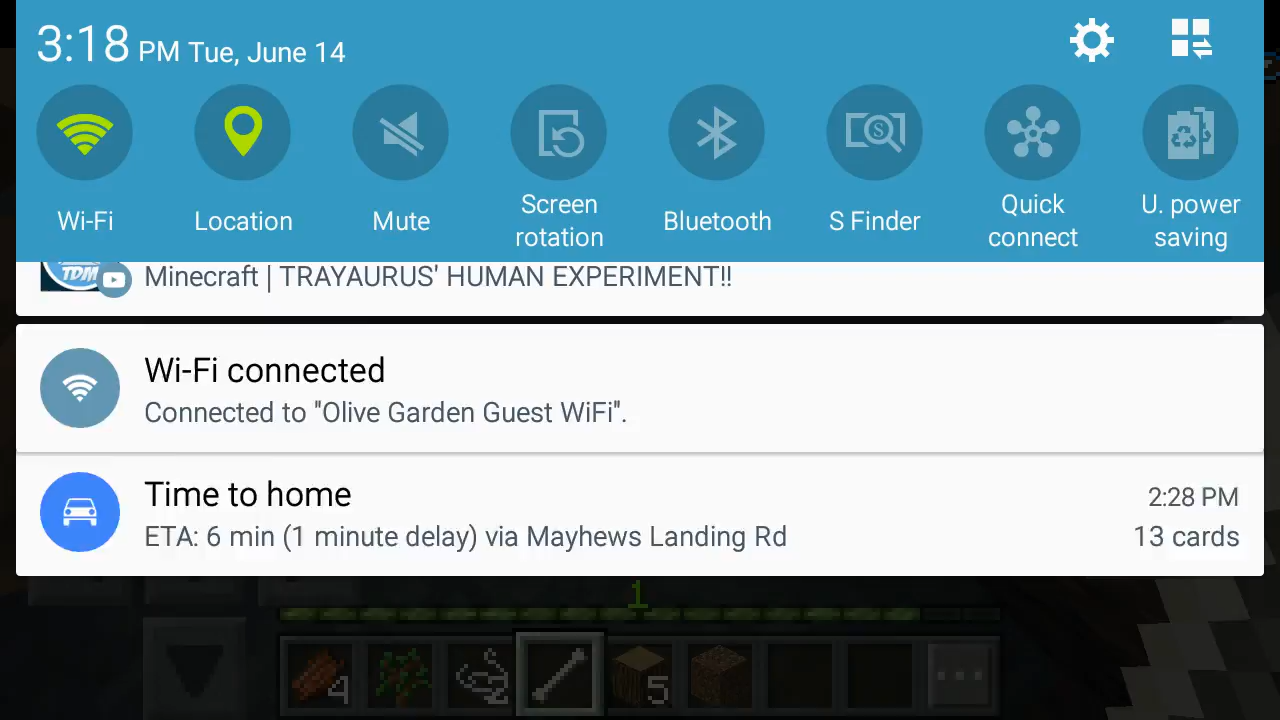 3:18 PM Tue, June 14
Wi-Fi
Location
Mute
Screen
rotation
Bluetooth
S Finder
Quick
connect
U. power
saving
TDM
Minecraft | TRAYAURUS' HUMAN EXPERIMENT!!
Wi-Fi connected
Connected to "Olive Garden Guest WiFi".
Time to home
2:28 PM
ETA: 6 min (1 minute delay) via Mayhews Landing Rd
13 cards
1
4
2
5